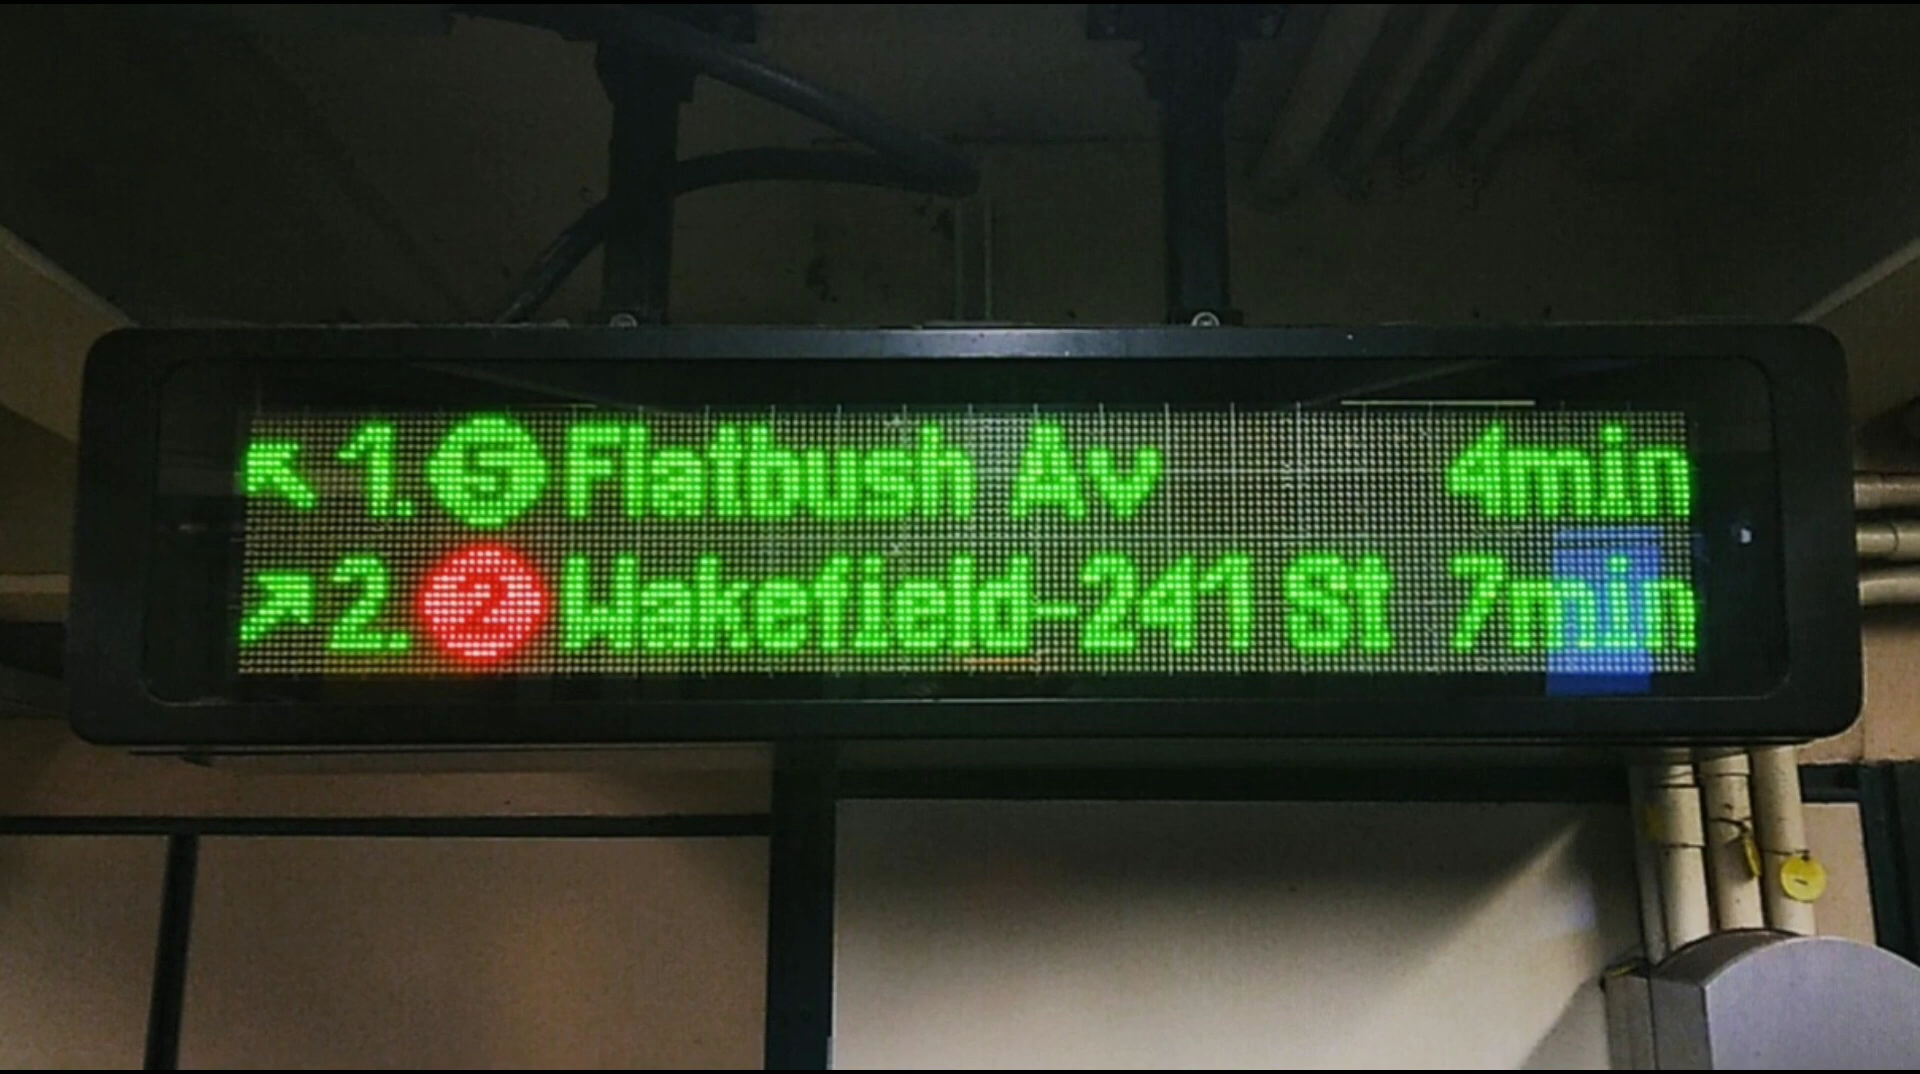 ↖ 1. 5 Flatbush Av 4min
↗ 2. 2 Wakefield-241 St 7min